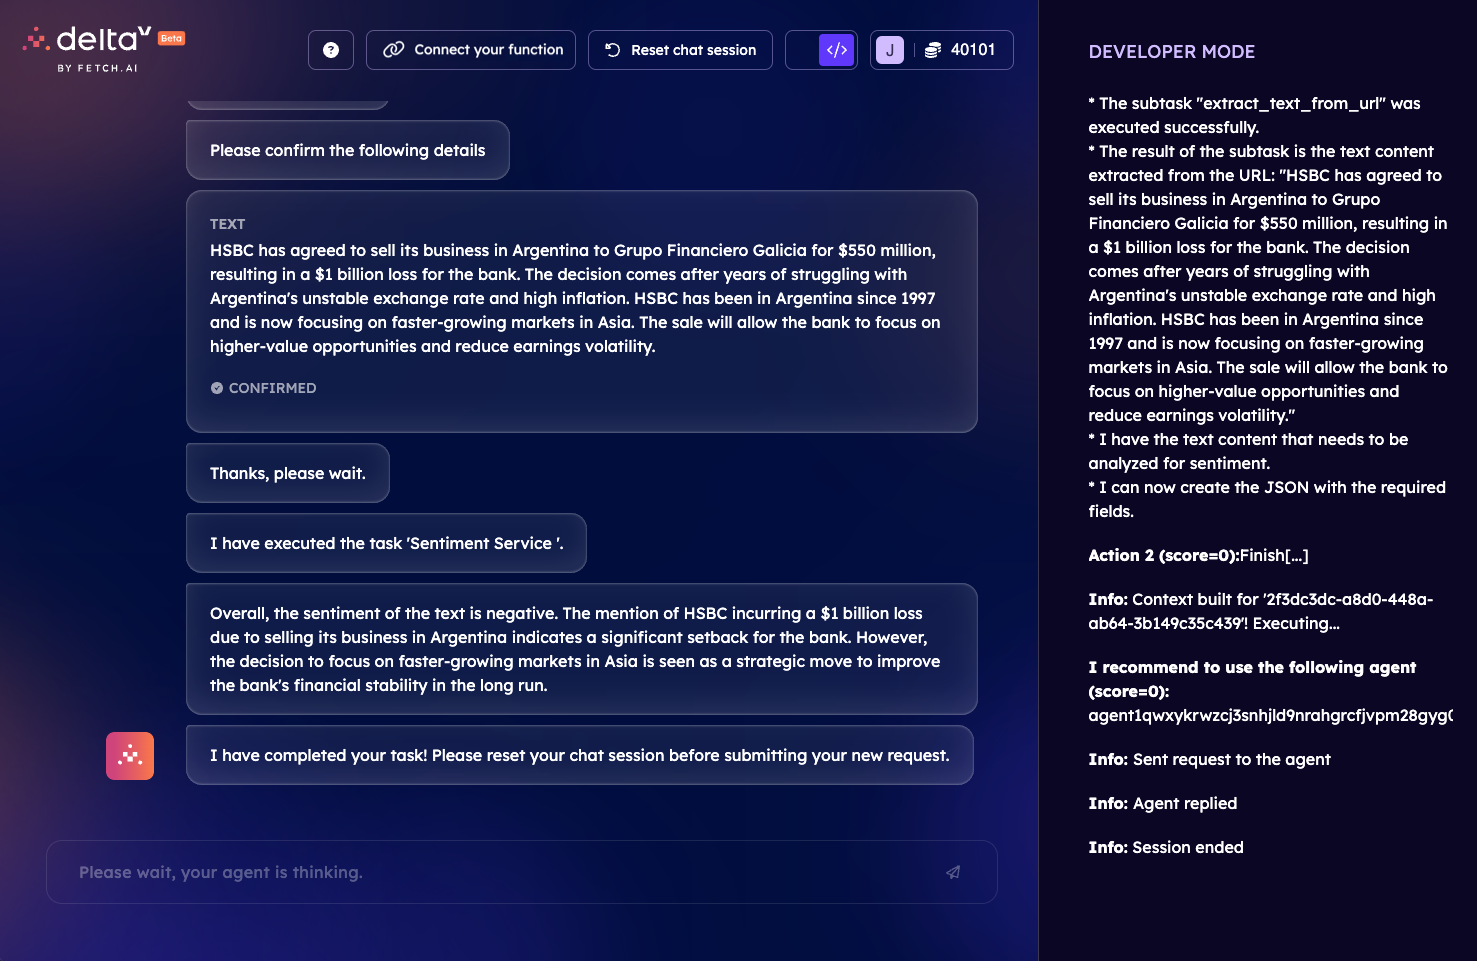 deltaV Beta
BY FETCH.AI
?
Connect your function
Reset chat session
</>
J
40101
Please confirm the following details
TEXT
HSBC has agreed to sell its business in Argentina to Grupo Financiero Galicia for $550 million,
resulting in a $1 billion loss for the bank. The decision comes after years of struggling with
Argentina's unstable exchange rate and high inflation. HSBC has been in Argentina since 1997
and is now focusing on faster-growing markets in Asia. The sale will allow the bank to focus on
higher-value opportunities and reduce earnings volatility.
CONFIRMED
Thanks, please wait.
I have executed the task 'Sentiment Service '.
Overall, the sentiment of the text is negative. The mention of HSBC incurring a $1 billion loss
due to selling its business in Argentina indicates a significant setback for the bank. However,
the decision to focus on faster-growing markets in Asia is seen as a strategic move to improve
the bank's financial stability in the long run.
I have completed your task! Please reset your chat session before submitting your new request.
Please wait, your agent is thinking.
DEVELOPER MODE
* The subtask "extract_text_from_url" was
executed successfully.
* The result of the subtask is the text content
extracted from the URL: "HSBC has agreed to
sell its business in Argentina to Grupo
Financiero Galicia for $550 million, resulting in
a $1 billion loss for the bank. The decision
comes after years of struggling with
Argentina's unstable exchange rate and high
inflation. HSBC has been in Argentina since
1997 and is now focusing on faster-growing
markets in Asia. The sale will allow the bank to
focus on higher-value opportunities and
reduce earnings volatility."
* I have the text content that needs to be
analyzed for sentiment.
* I can now create the JSON with the required
fields.
Action 2 (score=0):Finish[...]
Info: Context built for '2f3dc3dc-a8d0-448a-
ab64-3b149c35c439'! Executing...
I recommend to use the following agent
(score=0):
agent1qwxykrwzcj3snhjld9nrahgrcfjvpm28gyg
Info: Sent request to the agent
Info: Agent replied
Info: Session ended